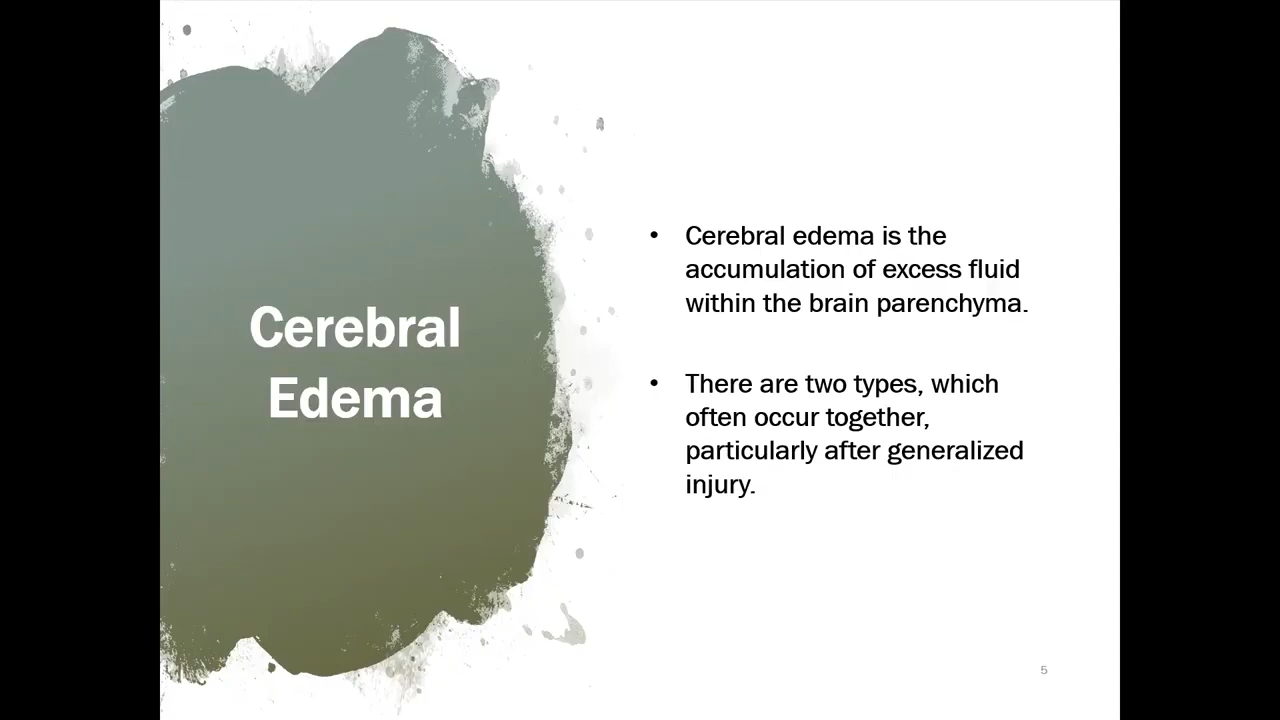 Cerebral
Edema
• Cerebral edema is the
accumulation of excess fluid
within the brain parenchyma.
• There are two types, which
often occur together,
particularly after generalized
injury.
5